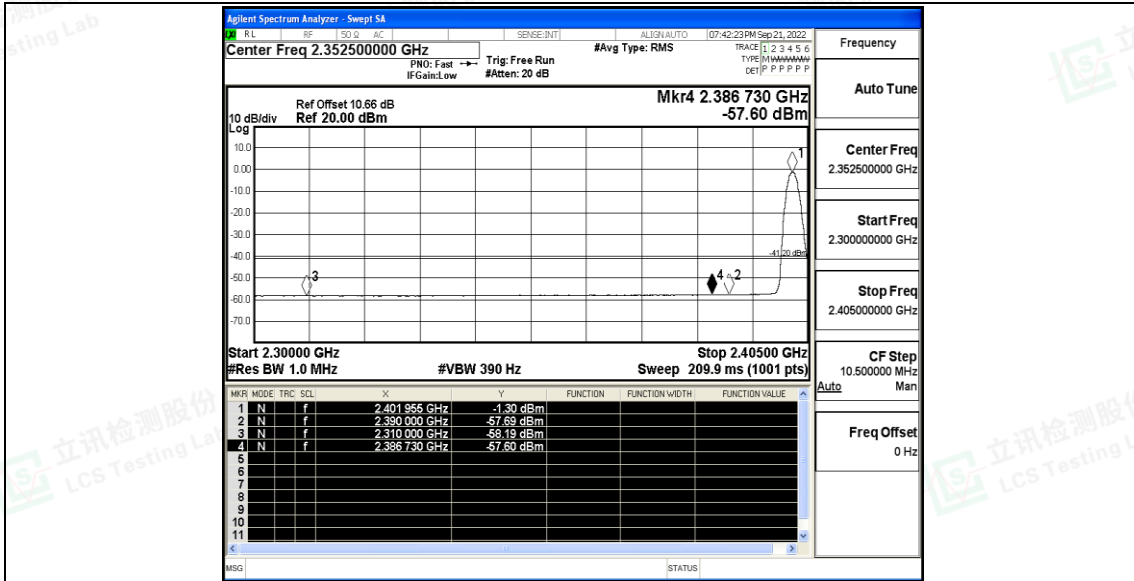 Agilent Spectrum Analyzer - Swept SA
RL RF 50 Ω AC SENSE:INT ALIGNAUTO 07:42:23 PM Sep 21, 2022
Center Freq 2.352500000 GHz
PNO: Fast
IFGain:Low
Trig: Free Run
#Atten: 20 dB
#Avg Type: RMS
TRACE 1 2 3 4 5 6
TYPE M WWWWW
DET P P P P P P
Mkr4 2.386 730 GHz
-57.60 dBm
Ref Offset 10.66 dB
10 dB/div Ref 20.00 dBm
Log
10.0
0.00
-10.0
-20.0
-30.0
-40.0
-50.0
-60.0
-70.0
1
-41.20 dBm
3
4
2
Start 2.30000 GHz Stop 2.40500 GHz
#Res BW 1.0 MHz #VBW 390 Hz Sweep 209.9 ms (1001 pts)
MKR MODE TRC SCL X Y FUNCTION FUNCTION WIDTH FUNCTION VALUE
1 N f 2.401 955 GHz -1.30 dBm
2 N f 2.390 000 GHz -57.69 dBm
3 N f 2.310 000 GHz -58.19 dBm
4 N f 2.386 730 GHz -57.60 dBm
5
6
7
8
9
10
11
MSG STATUS
Frequency
Auto Tune
Center Freq
2.352500000 GHz
Start Freq
2.300000000 GHz
Stop Freq
2.405000000 GHz
CF Step
10.500000 MHz
Auto Man
Freq Offset
0 Hz
立讯检测股份
LCS Testing Lab
立讯检测股份
LCS Testing L